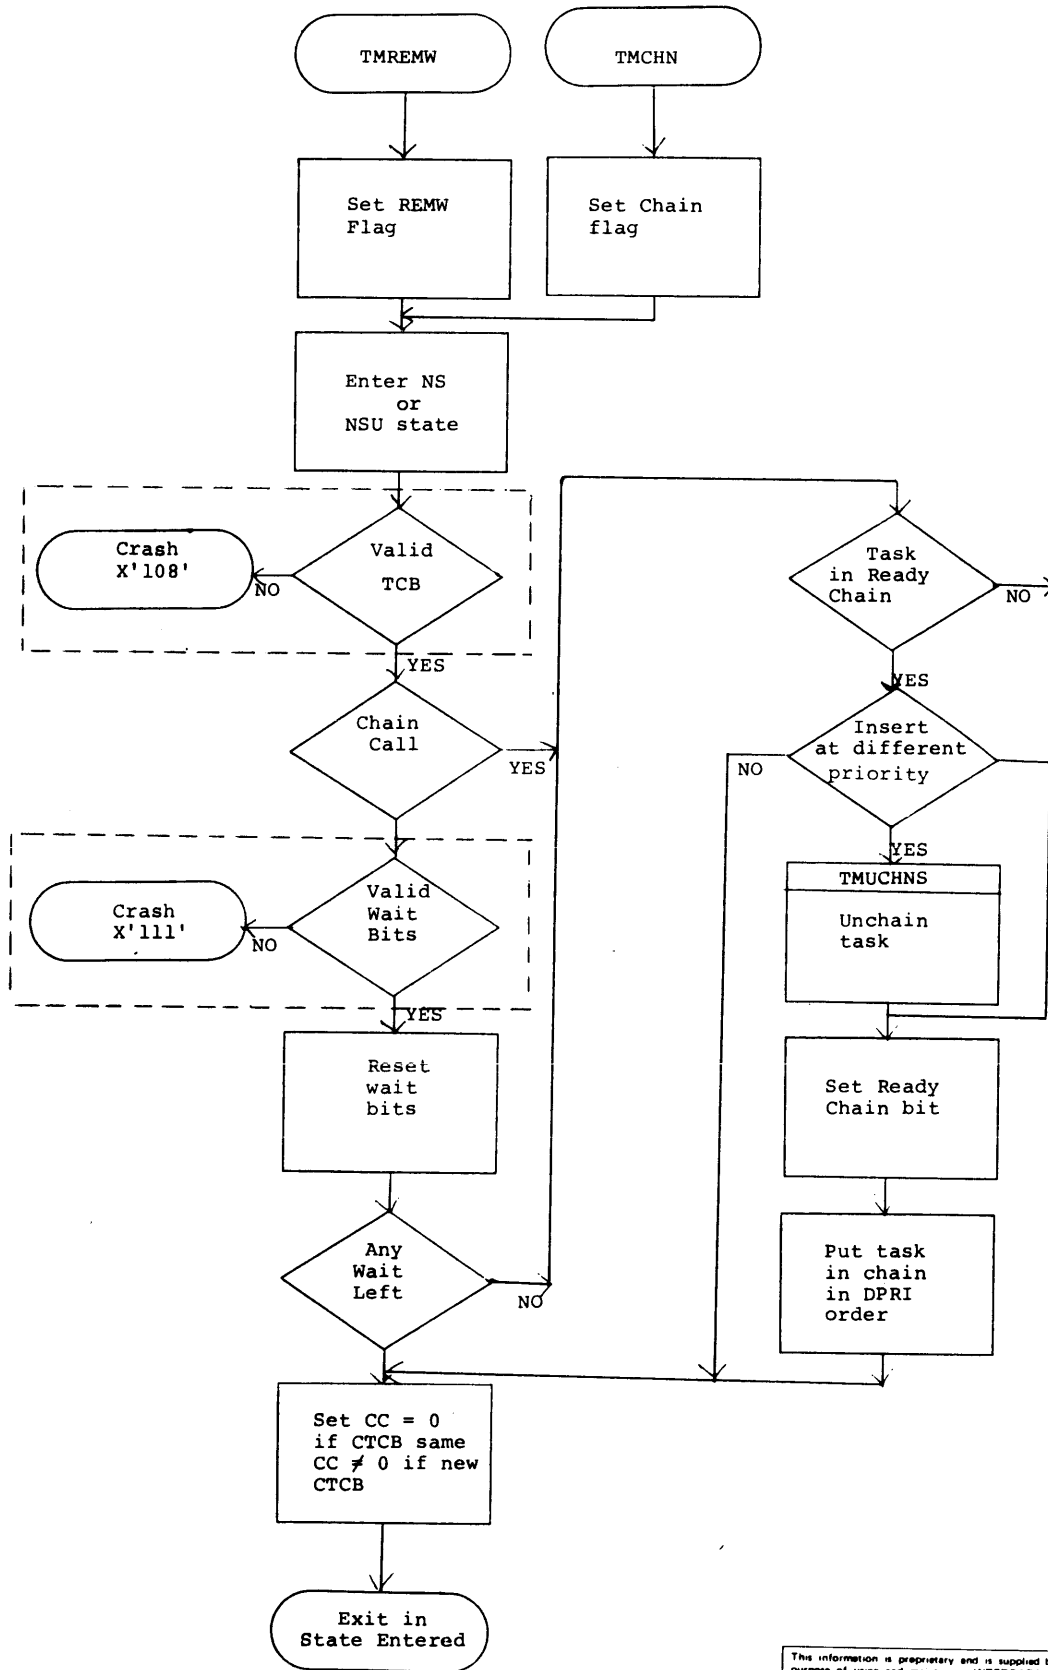 TMREMW
TMCHN
Set REMW
Flag
Set Chain
flag
Enter NS
or
NSU state
Crash
X'108'
NO
Valid
TCB
YES
Chain
Call
YES
Crash
X'111'
NO
Valid
Wait
Bits
YES
Reset
wait
bits
Any
Wait
Left
NO
Task
in Ready
Chain
NO
YES
Insert
at different
priority
NO
YES
TMUCHNS
Unchain
task
Set Ready
Chain bit
Put task
in chain
in DPRI
order
Set CC = 0
if CTCB same
CC ≠ 0 if new
CTCB
Exit in
State Entered
This information is proprietary and is supplied
purpose of using and